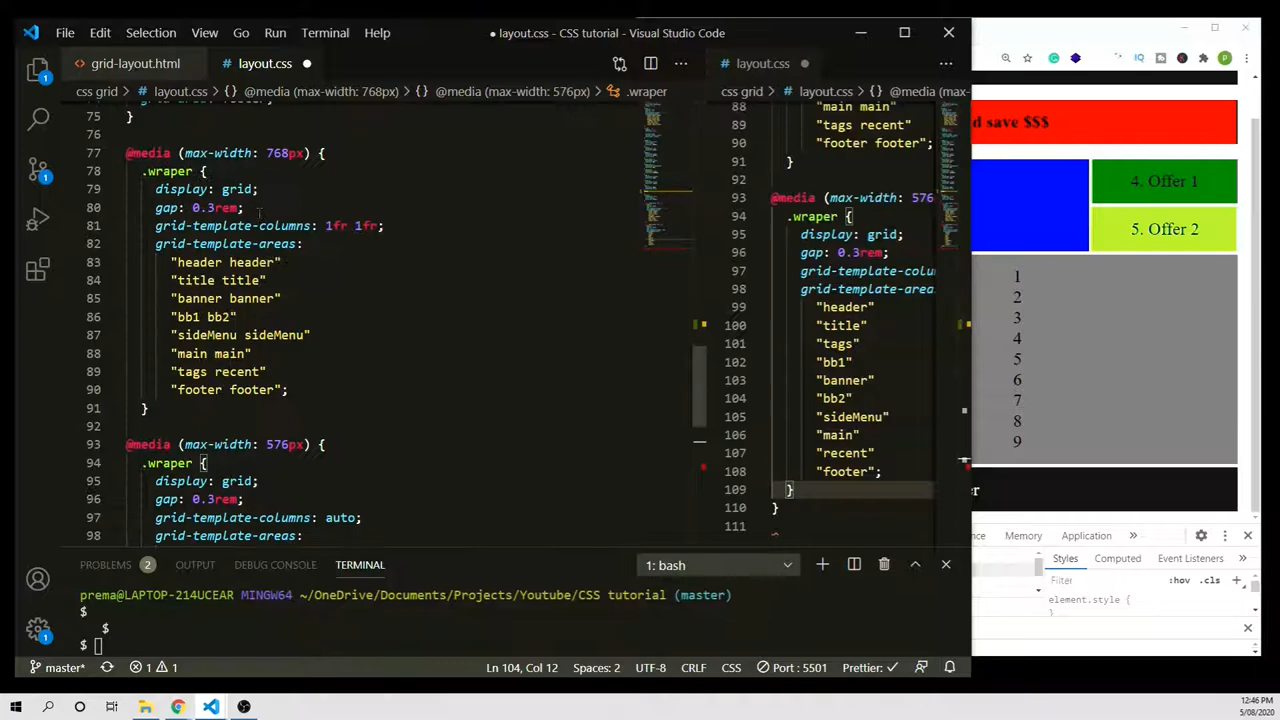 File Edit Selection View Go Run Terminal Help
● layout.css - CSS tutorial - Visual Studio Code
<> grid-layout.html
# layout.css ●
# layout.css ●
css grid > # layout.css > {} @media (max-width: 768px) > {} @media (max-width: 576px) > .wraper
css grid > # layout.css > {} @media (max-
75 }
77 @media (max-width: 768px) {
78 .wraper {
79 display: grid;
80 gap: 0.3rem;
81 grid-template-columns: 1fr 1fr;
82 grid-template-areas:
83 "header header"
84 "title title"
85 "banner banner"
86 "bb1 bb2"
87 "sideMenu sideMenu"
88 "main main"
89 "tags recent"
90 "footer footer";
91 }
92
93 @media (max-width: 576px) {
94 .wraper {
95 display: grid;
96 gap: 0.3rem;
97 grid-template-columns: auto;
98 grid-template-areas:
88 "main main"
89 "tags recent"
90 "footer footer";
91 }
92
93 @media (max-width: 576
94 .wraper {
95 display: grid;
96 gap: 0.3rem;
97 grid-template-colu
98 grid-template-area
99 "header"
100 "title"
101 "tags"
102 "bb1"
103 "banner"
104 "bb2"
105 "sideMenu"
106 "main"
107 "recent"
108 "footer";
109 }
110 }
111
PROBLEMS 2 OUTPUT DEBUG CONSOLE TERMINAL
1: bash
prema@LAPTOP-214UCEAR MINGW64 ~/OneDrive/Documents/Projects/Youtube/CSS tutorial (master)
$
$
$
master* 1 1
Ln 104, Col 12 Spaces: 2 UTF-8 CRLF CSS Port : 5501 Prettier: ✓
d save $$$
4. Offer 1
5. Offer 2
1
2
3
4
5
6
7
8
9
er
nce Memory Application »
Styles Computed Event Listeners »
Filter
:hov .cls +
element.style {
}
12:46 PM
5/08/2020